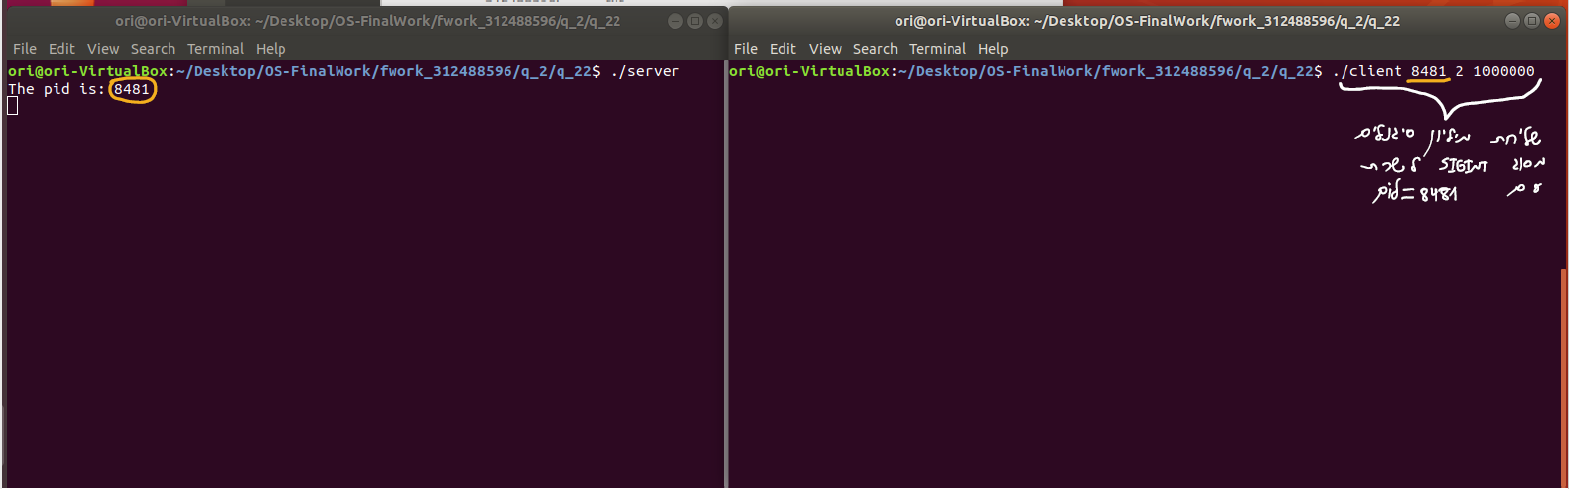 ori@ori-VirtualBox: ~/Desktop/OS-FinalWork/fwork_312488596/q_2/q_22
File Edit View Search Terminal Help
ori@ori-VirtualBox:~/Desktop/OS-FinalWork/fwork_312488596/q_2/q_22$ ./server
The pid is: 8481
ori@ori-VirtualBox: ~/Desktop/OS-FinalWork/fwork_312488596/q_2/q_22
File Edit View Search Terminal Help
ori@ori-VirtualBox:~/Desktop/OS-FinalWork/fwork_312488596/q_2/q_22$ ./client 8481 2 1000000
שליחת מיליון סיגנלים
מסוג SIGINT לשרת
עם pid=8481